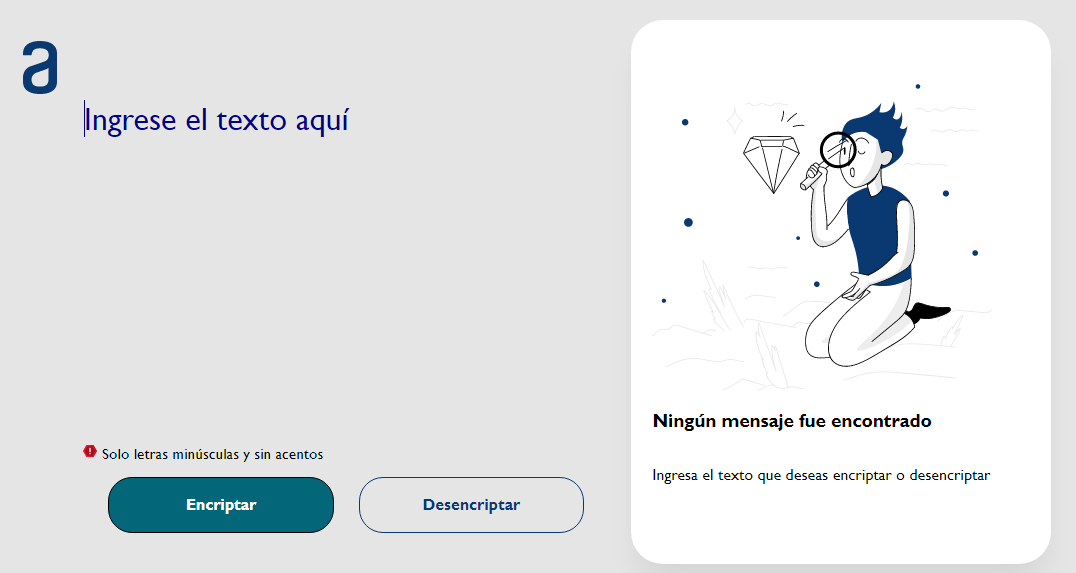 a
Ingrese el texto aquí
Solo letras minúsculas y sin acentos
Encriptar
Desencriptar
Ningún mensaje fue encontrado
Ingresa el texto que deseas encriptar o desencriptar